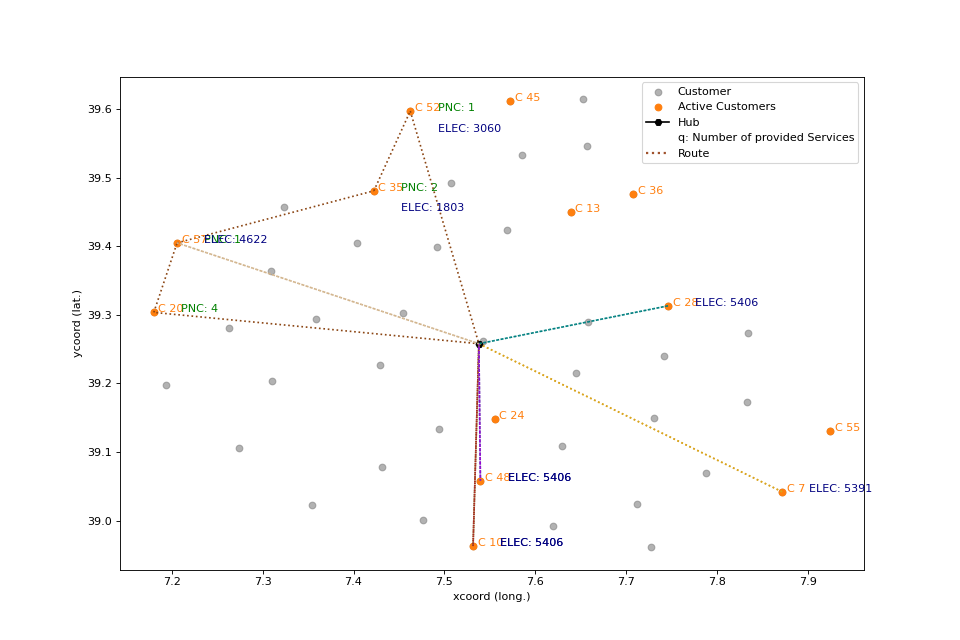 39.6
39.5
39.4
39.3
39.2
39.1
39.0
ycoord (lat.)
7.2
7.3
7.4
7.5
7.6
7.7
7.8
7.9
xcoord (long.)
Customer
Active Customers
Hub
q: Number of provided Services
Route
C 45
C 52
PNC: 1
ELEC: 3060
C 35
PNC: 2
ELEC: 1803
C 36
C 13
ELEC: 4622
C 20
PNC: 4
C 28
ELEC: 5406
C 24
C 55
C 48
ELEC: 5406
C 7
ELEC: 5391
C 10
ELEC: 5406